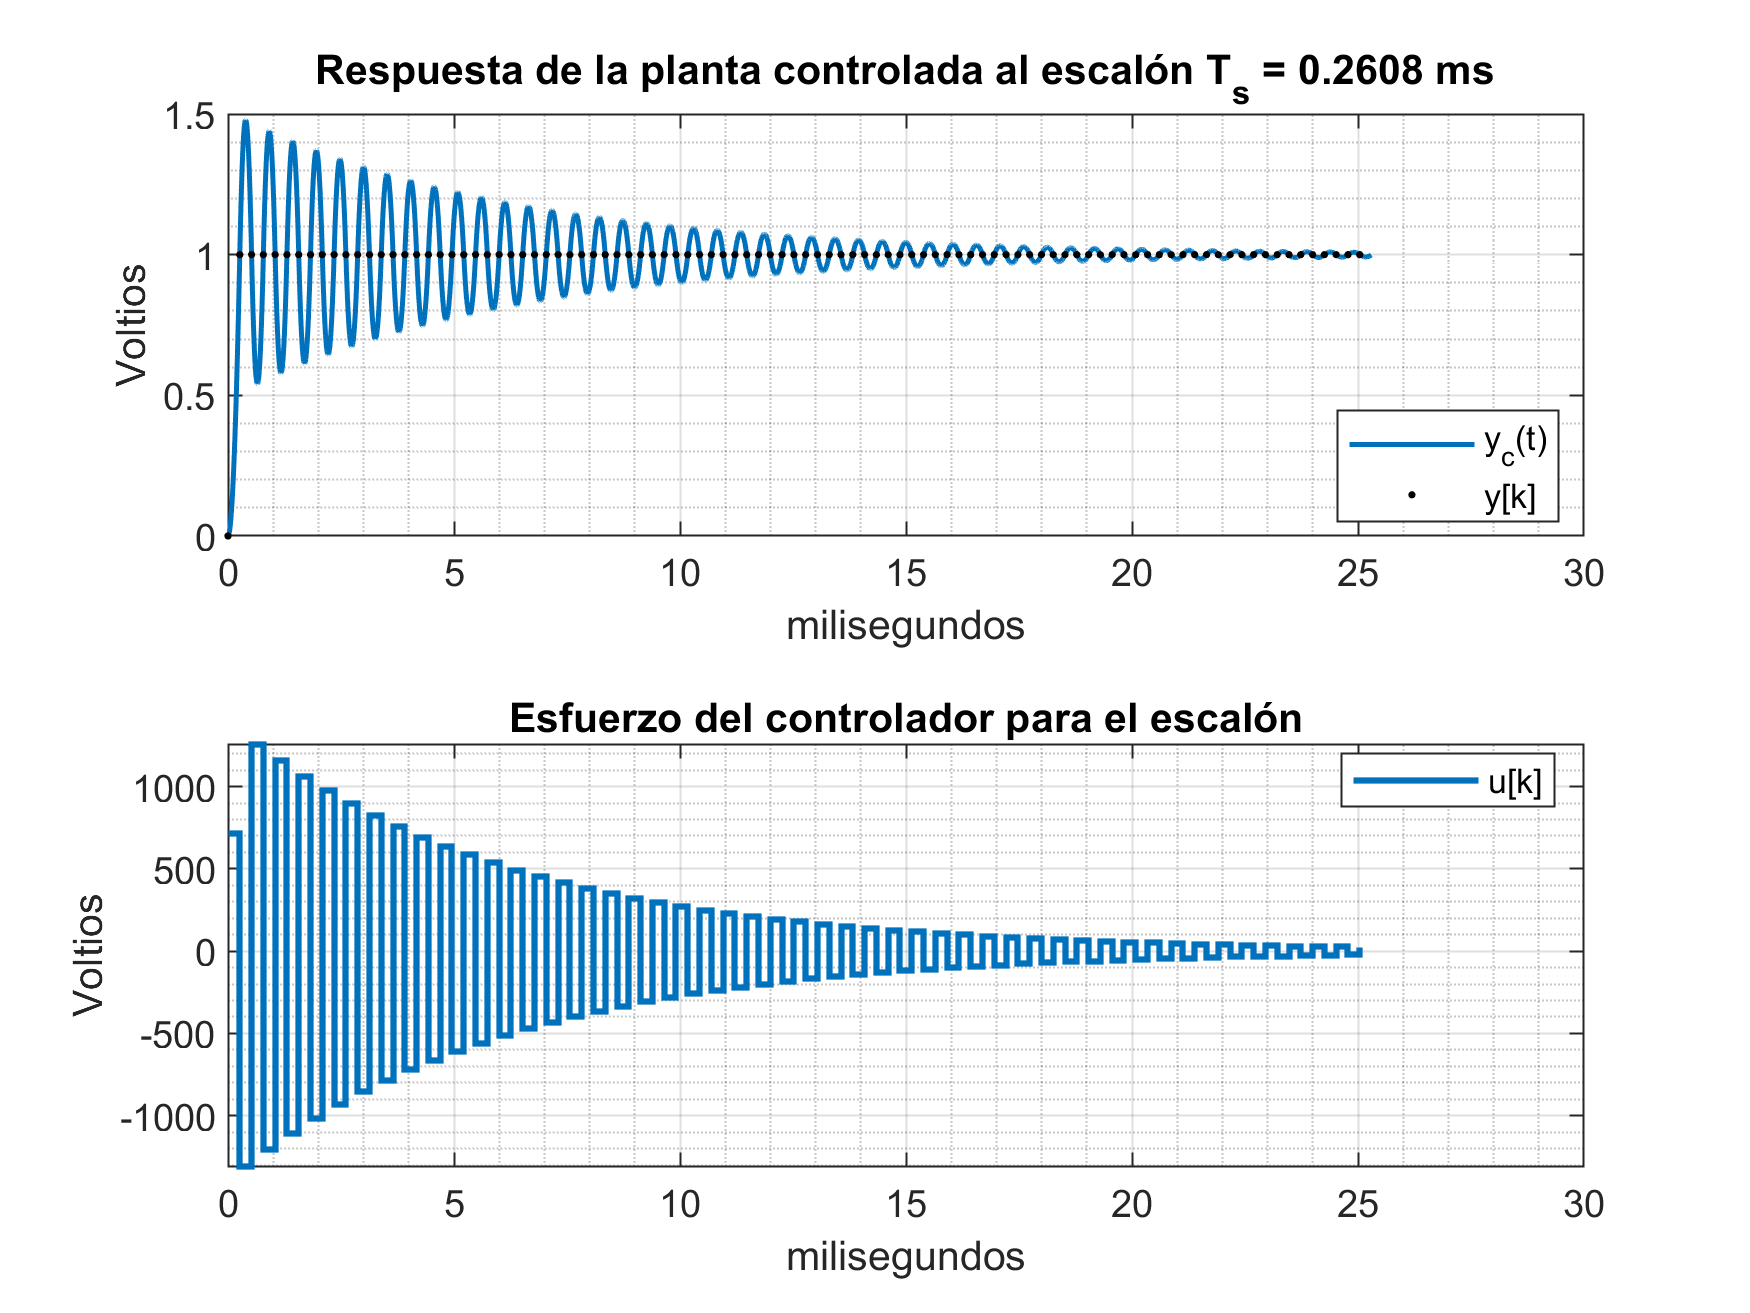 Respuesta de la planta controlada al escalón Ts = 0.2608 ms
1.5
1
0.5
0
Voltios
yc(t)
y[k]
0 5 10 15 20 25 30
milisegundos
Esfuerzo del controlador para el escalón
1000
500
0
-500
-1000
Voltios
u[k]
0 5 10 15 20 25 30
milisegundos